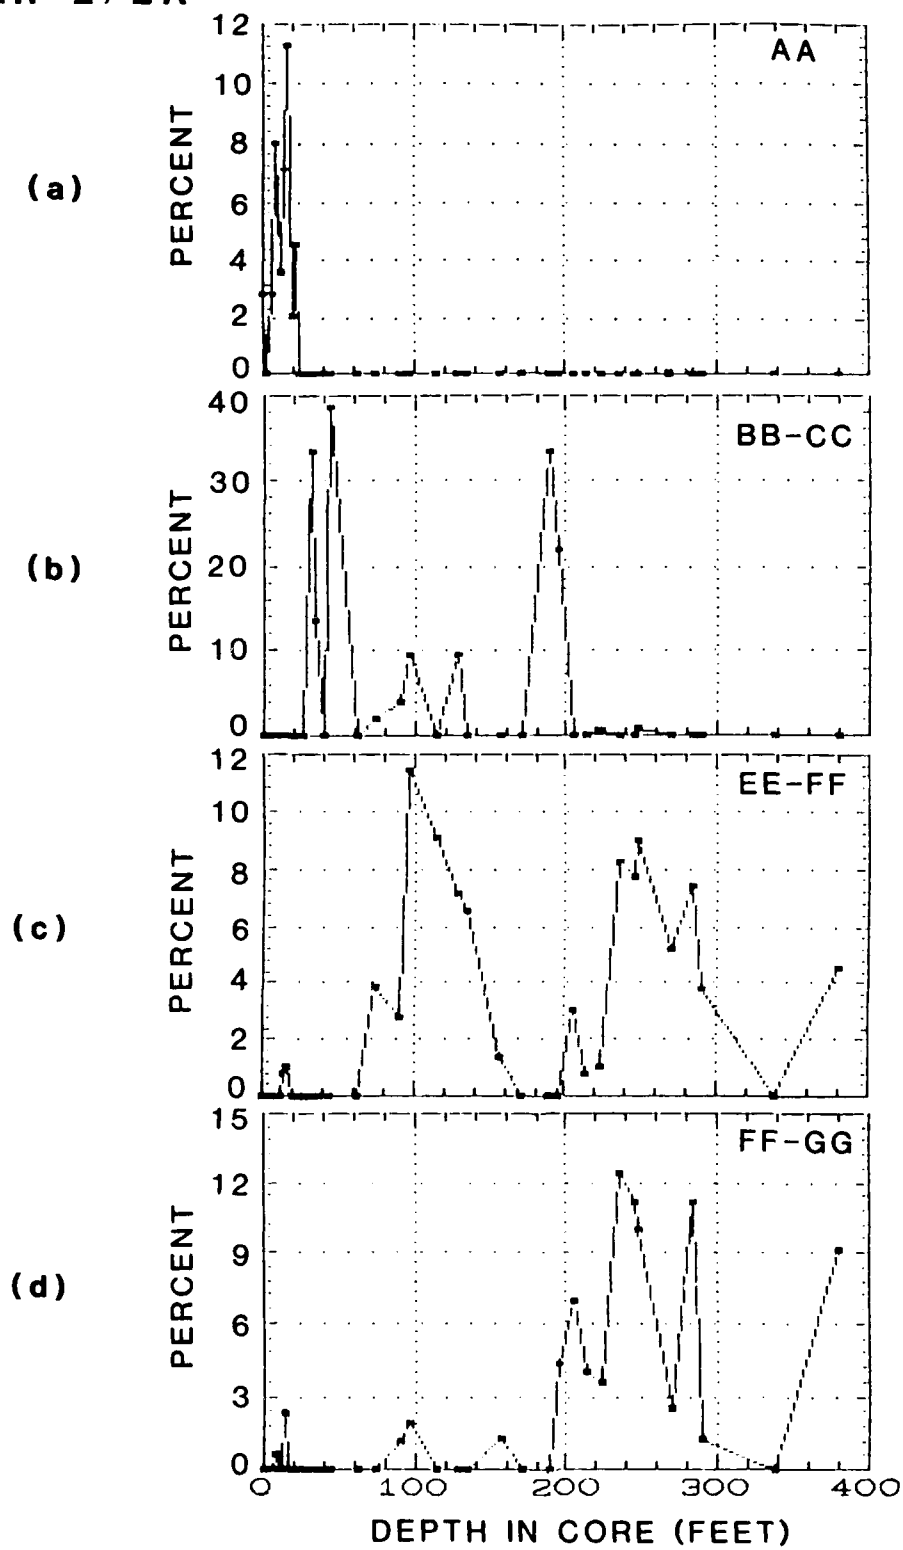 AA
12
10
8
6
4
2
0
PERCENT
(a)
BB-CC
40
30
20
10
0
PERCENT
(b)
EE-FF
12
10
8
6
4
2
0
PERCENT
(c)
FF-GG
15
12
9
6
3
0
PERCENT
(d)
0 100 200 300 400
DEPTH IN CORE (FEET)